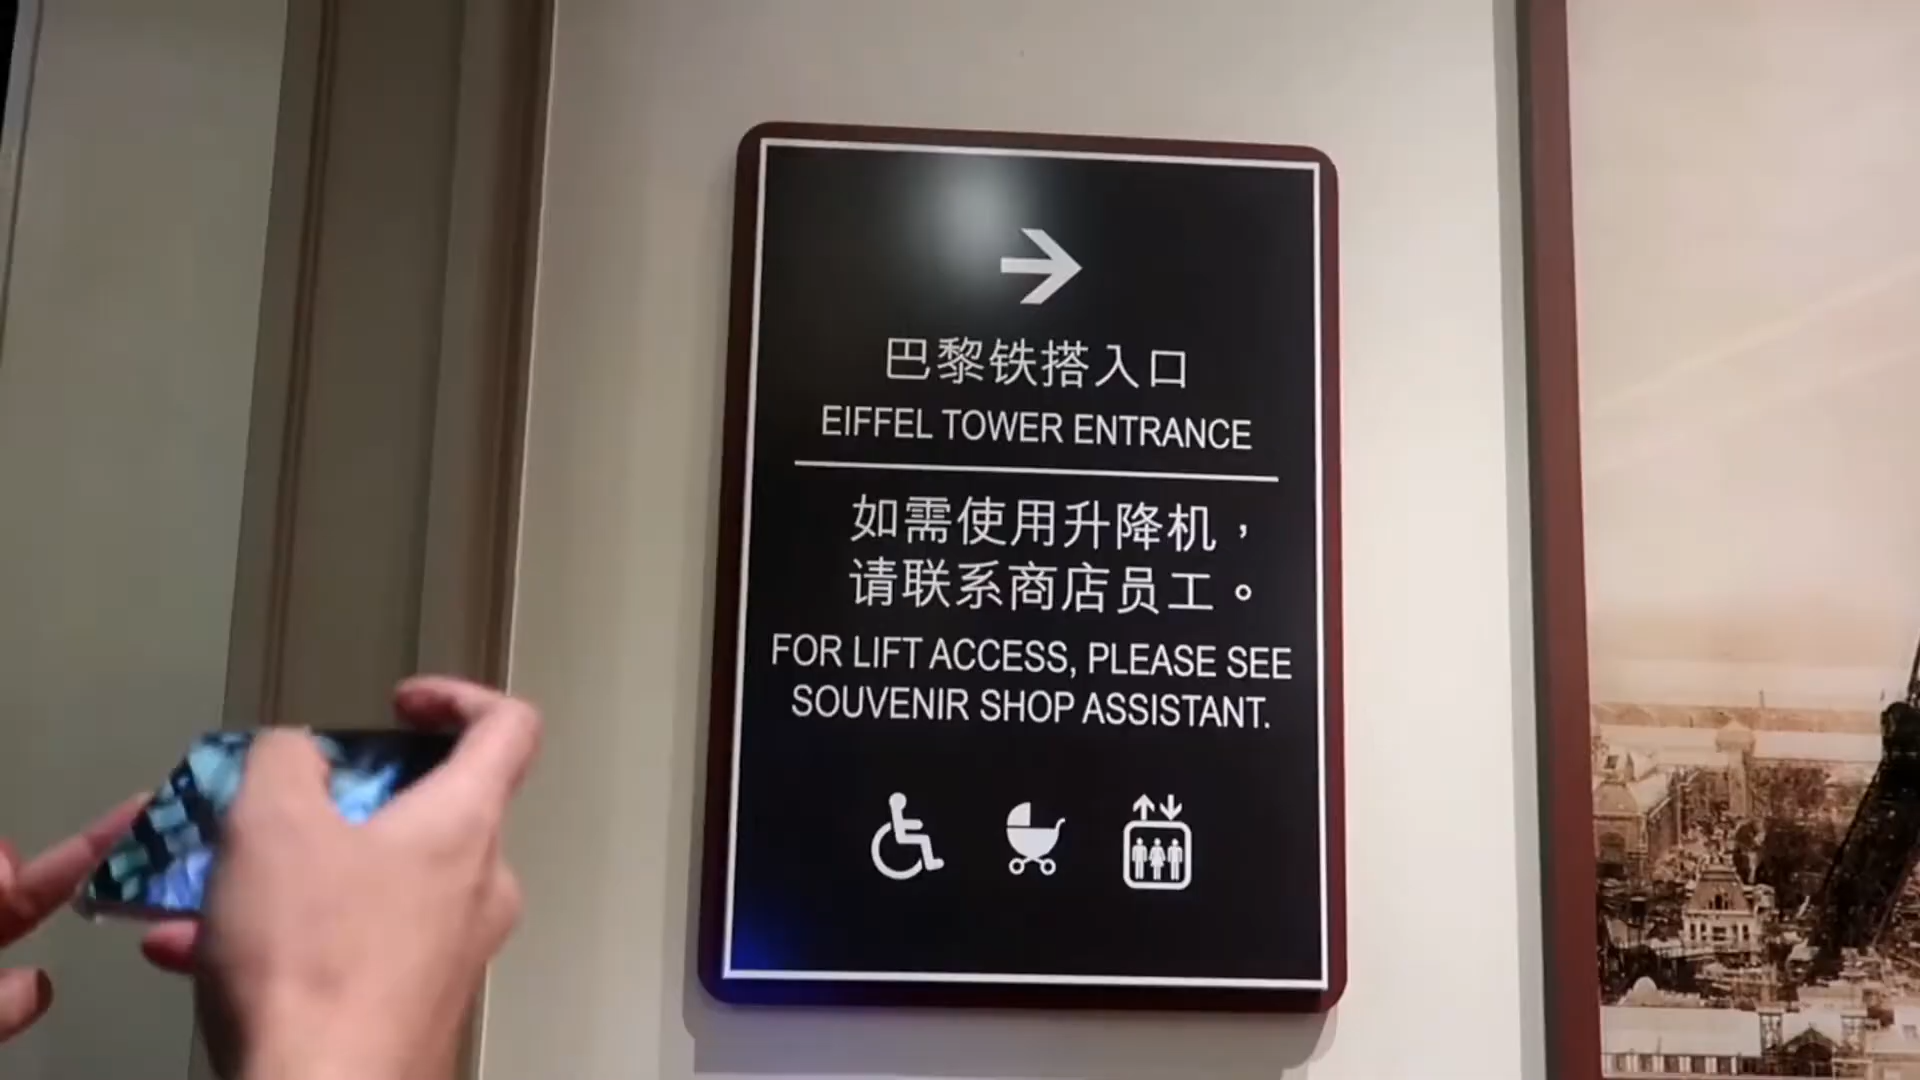 巴黎铁搭入口
EIFFEL TOWER ENTRANCE
如需使用升降机，
请联系商店员工。
FOR LIFT ACCESS, PLEASE SEE
SOUVENIR SHOP ASSISTANT.